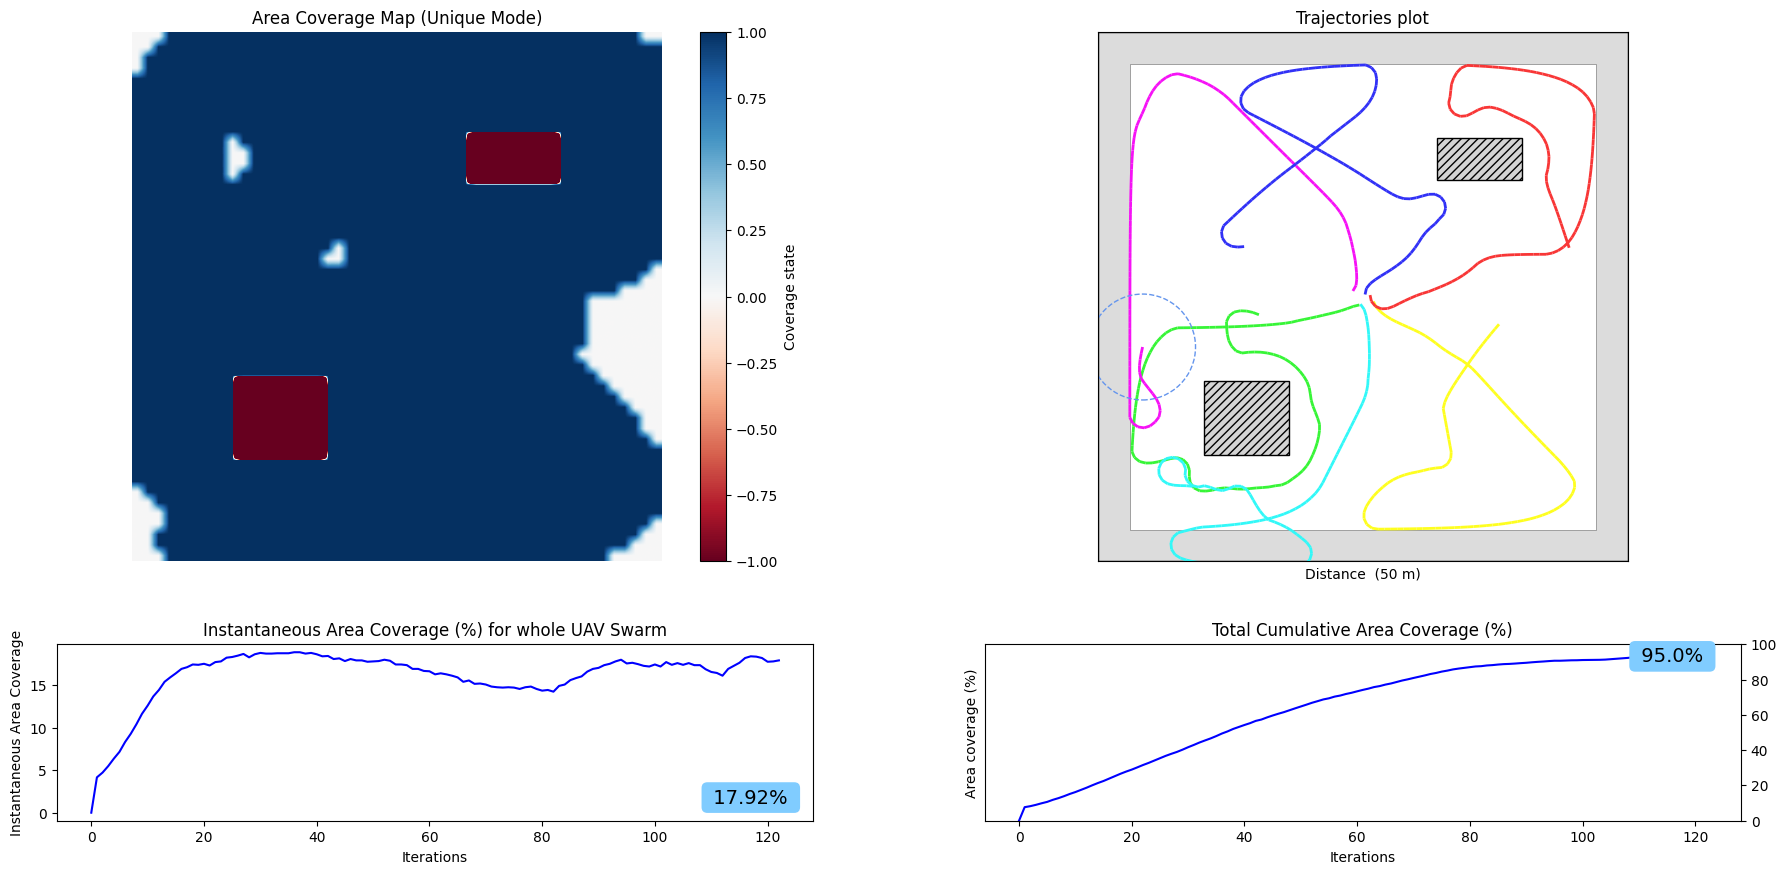 Area Coverage Map (Unique Mode)
1.00
0.75
0.50
0.25
0.00
−0.25
−0.50
−0.75
−1.00
Coverage state
Trajectories plot
Distance  (50 m)
Instantaneous Area Coverage (%) for whole UAV Swarm
Instantaneous Area Coverage
15
10
5
0
17.92%
0 20 40 60 80 100 120
Iterations
Total Cumulative Area Coverage (%)
Area coverage (%)
95.0%
100
80
60
40
20
0
0 20 40 60 80 100 120
Iterations